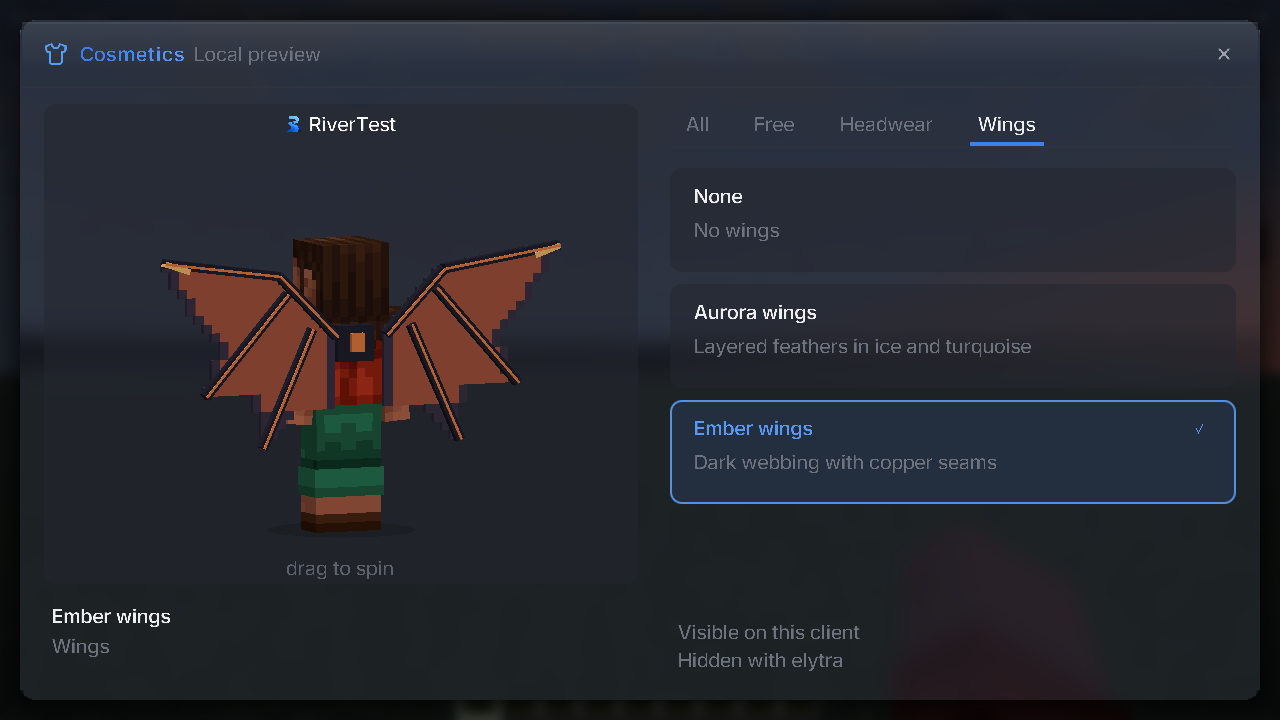 Cosmetics Local preview
×
RiverTest
drag to spin
Ember wings
Wings
All Free Headwear Wings
None
No wings
Aurora wings
Layered feathers in ice and turquoise
Ember wings ✓
Dark webbing with copper seams
Visible on this client
Hidden with elytra